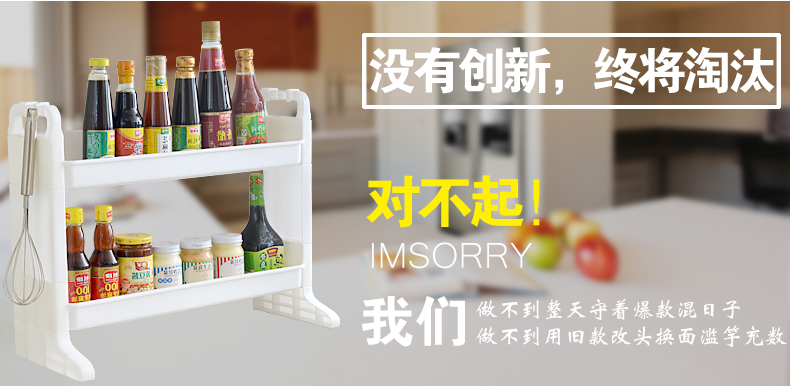 没有创新，终将淘汰
对不起！
IMSORRY
我们
做不到整天守着爆款混日子
做不到用旧款改头换面滥竽充数